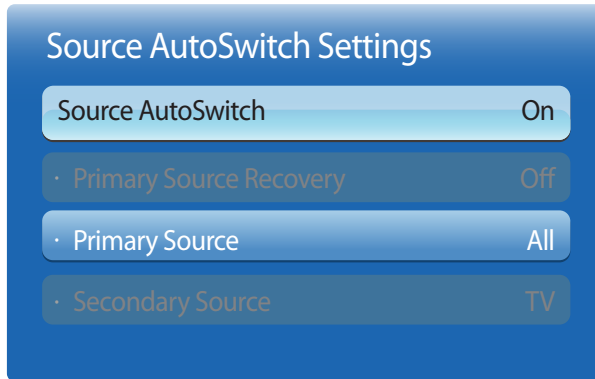 Source AutoSwitch Settings
Source AutoSwitch On
· Primary Source Recovery Off
· Primary Source All
· Secondary Source TV